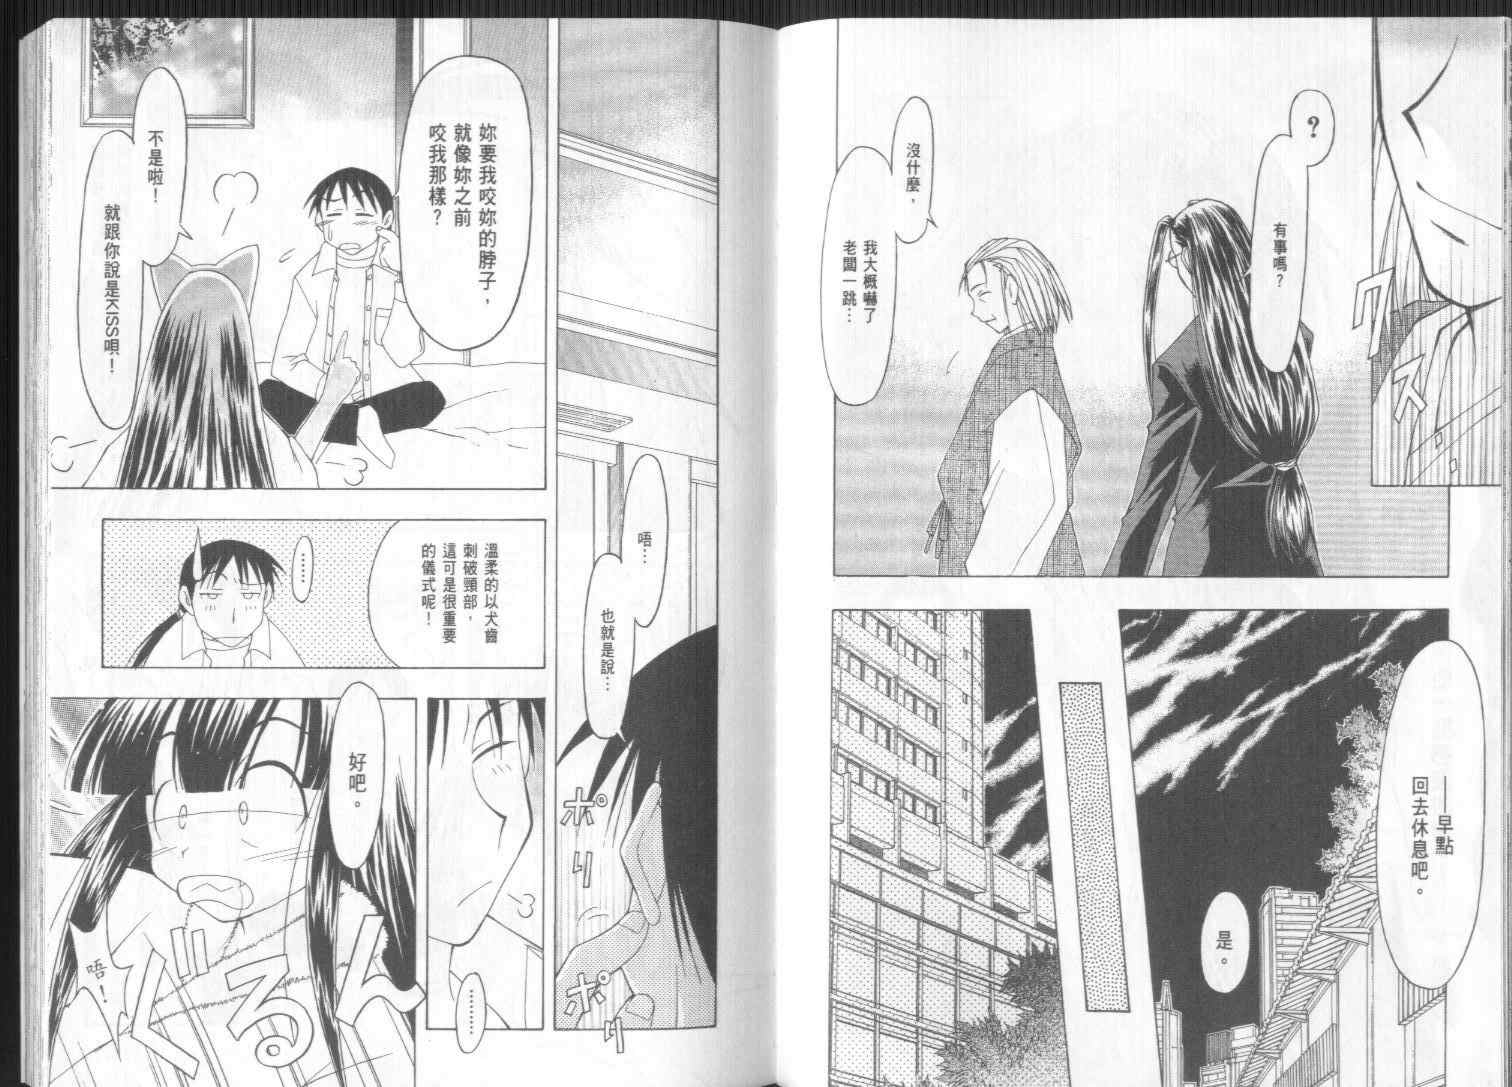 クス
クス
？
有事嗎？
沒什麼，
我大概嚇了
老闆一跳…
——早點
回去休息吧。
是。
唔…
也就是說…
ポリ
ポリ
妳要我咬妳的脖子，
就像妳之前
咬我那樣？
不是啦！
就跟你說是KISS唄！
溫柔的以犬齒
刺破頸部，
這可是很重要
的儀式呢！
……
……
好吧。
唔！
ぐるん